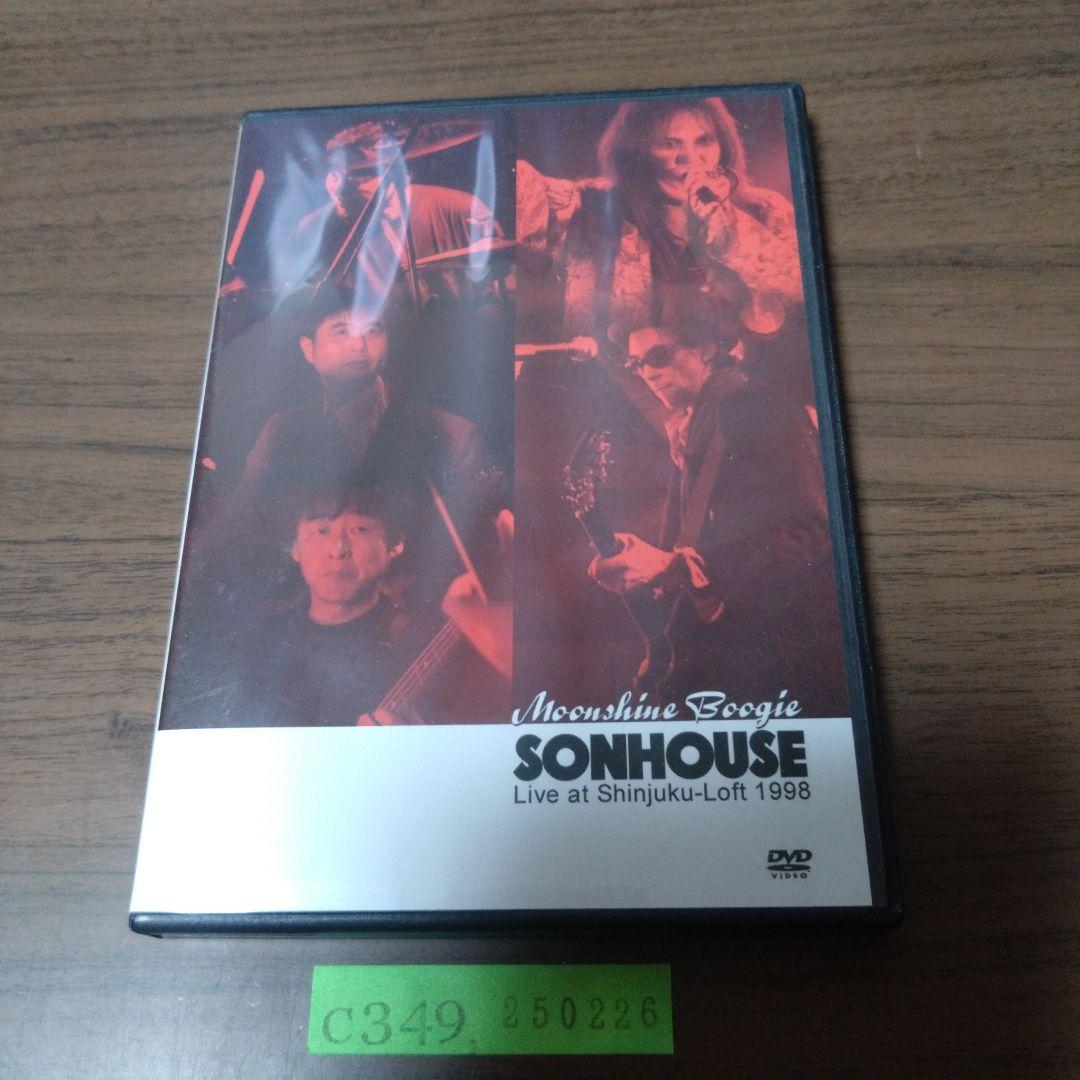 Moonshine Boogie
SONHOUSE
Live at Shinjuku-Loft 1998
DVD
VIDEO
C349. 250226